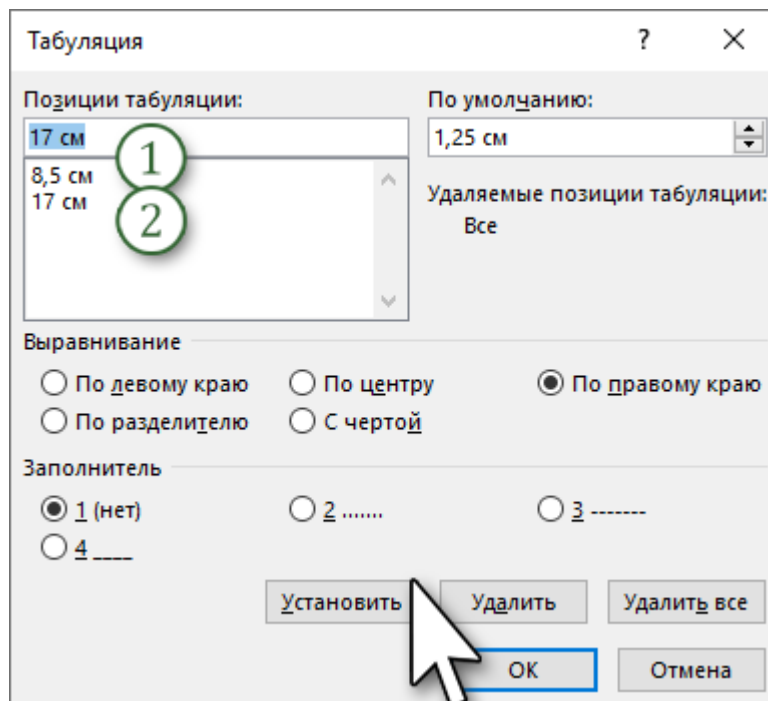 Табуляция ? ×
Позиции табуляции: По умолчанию:
17 см 1,25 см
1
8,5 см
17 см
2
Удаляемые позиции табуляции:
Все
Выравнивание
По левому краю По центру По правому краю
По разделителю С чертой
Заполнитель
1 (нет) 2 ....... 3 -------
4 ____
Установить Удалить Удалить все
ОК Отмена